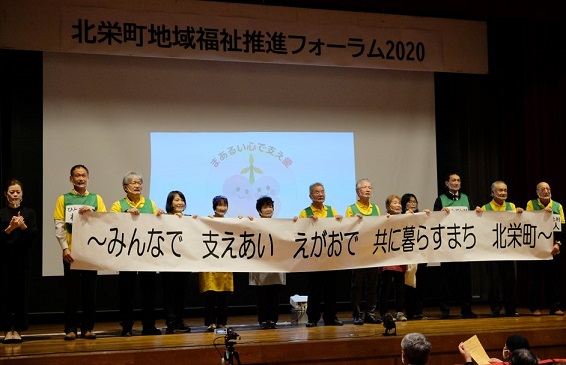 北栄町地域福祉推進フォーラム2020
まあるい心で支え愛
～みんなで 支えあい えがおで 共に暮らすまち 北栄町～